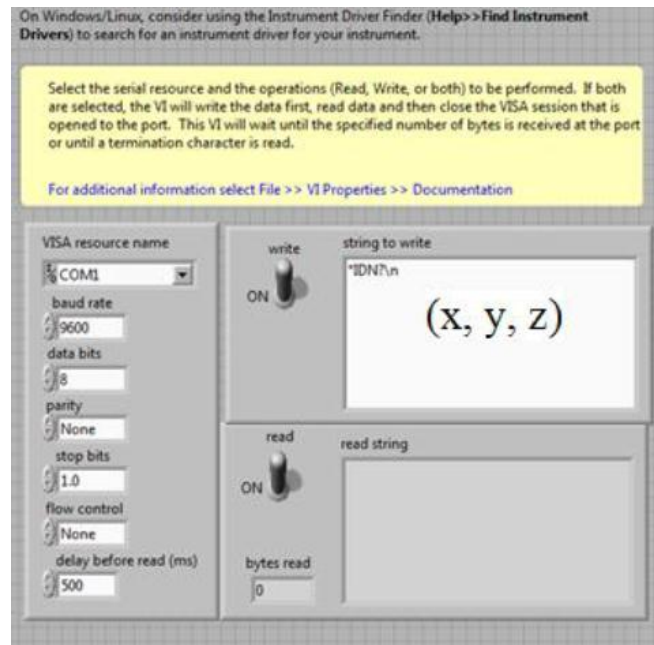 On Windows/Linux, consider using the Instrument Driver Finder (Help>>Find Instrument
Drivers) to search for an instrument driver for your instrument.
Select the serial resource and the operations (Read, Write, or both) to be performed. If both
are selected, the VI will write the data first, read data and then close the VISA session that is
opened to the port. This VI will wait until the specified number of bytes is received at the port
or until a termination character is read.
For additional information select File >> VI Properties >> Documentation
VISA resource name
COM1
baud rate
9600
data bits
8
parity
None
stop bits
1.0
flow control
None
delay before read (ms)
500
write
ON
string to write
*IDN?\n
(x, y, z)
read
ON
bytes read
0
read string